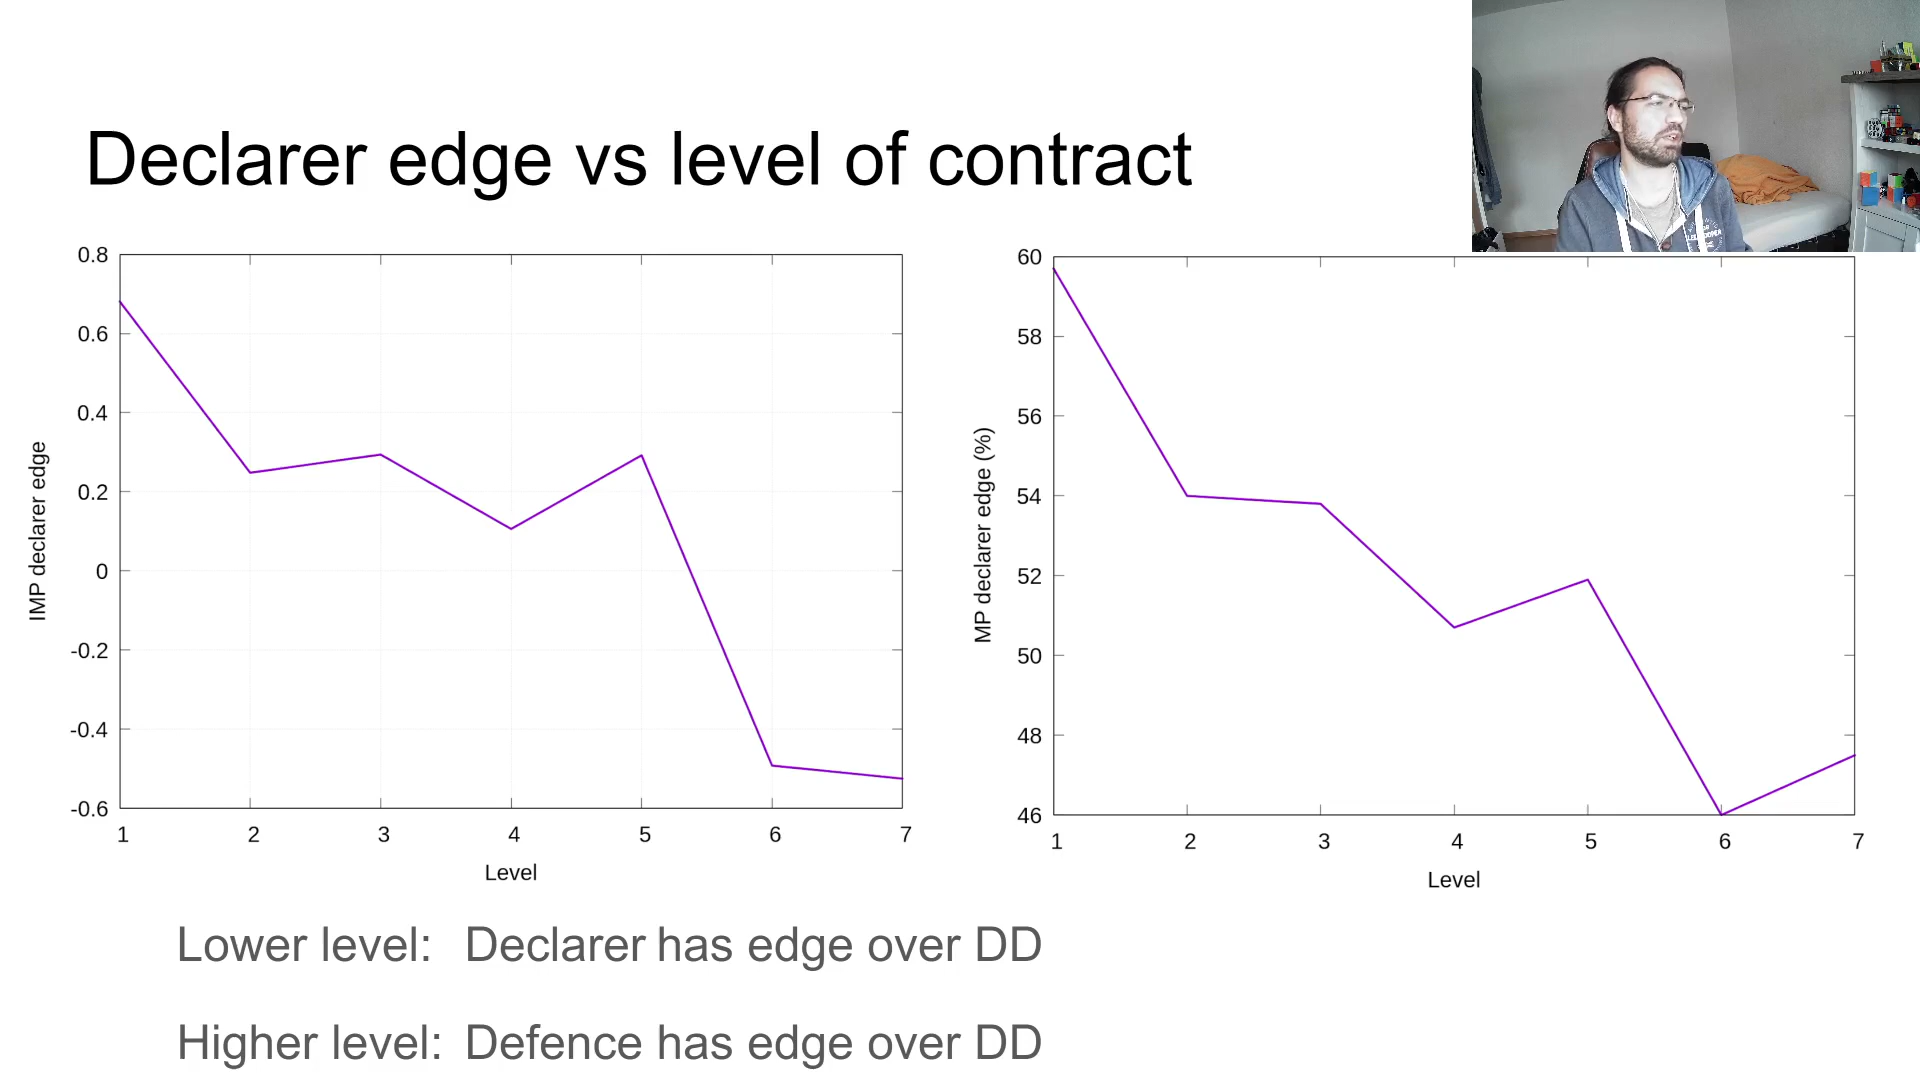 Declarer edge vs level of contract
0.8
0.6
0.4
0.2
0
-0.2
-0.4
-0.6
IMP declarer edge
1 2 3 4 5 6 7
Level
60
58
56
54
52
50
48
46
MP declarer edge (%)
1 2 3 4 5 6 7
Level
Lower level: Declarer has edge over DD
Higher level: Defence has edge over DD